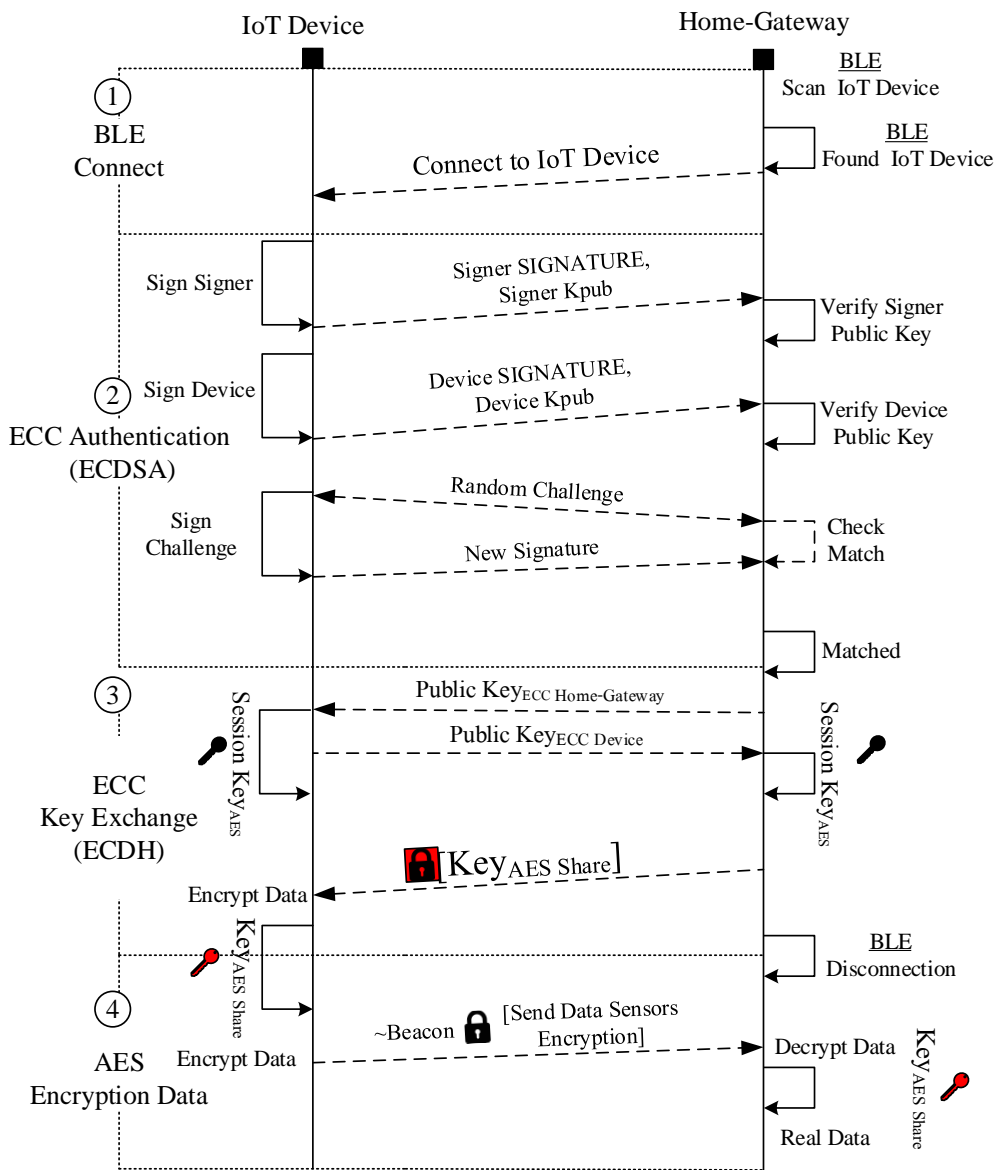 IoT Device
Home-Gateway
BLE
Scan IoT Device
1
BLE
Connect
BLE
Found IoT Device
Connect to IoT Device
Sign Signer
Signer SIGNATURE,
Signer Kpub
Verify Signer
Public Key
2
ECC Authentication
(ECDSA)
Sign Device
Device SIGNATURE,
Device Kpub
Verify Device
Public Key
Random Challenge
Sign
Challenge
Check
Match
New Signature
Matched
3
ECC
Key Exchange
(ECDH)
Public KeyECC Home-Gateway
Session KeyAES
Public KeyECC Device
Session KeyAES
[KeyAES Share]
Encrypt Data
KeyAES Share
BLE
Disconnection
4
AES
Encryption Data
~Beacon [Send Data Sensors
Encryption]
Encrypt Data
Decrypt Data
KeyAES Share
Real Data